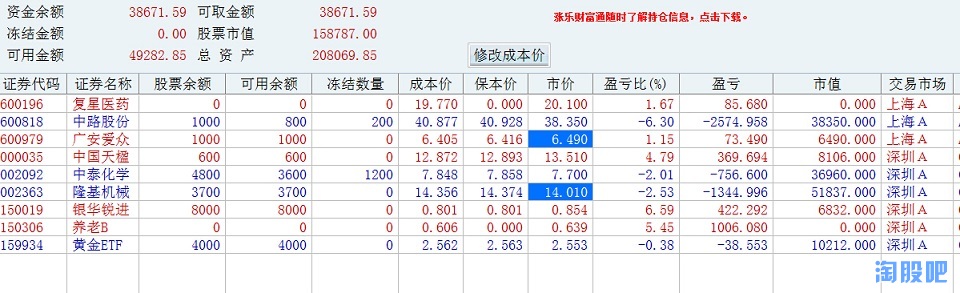 资金余额 38671.59 可取金额 38671.59
涨乐财富通随时了解持仓信息，点击下载。
冻结金额 0.00 股票市值 158787.00
可用金额 49282.85 总 资 产 208069.85
修改成本价
证券代码 证券名称 股票余额 可用余额 冻结数量 成本价 保本价 市价 盈亏比(%) 盈亏 市值 交易市场
600196 复星医药 0 0 0 19.770 0.000 20.100 1.67 85.680 0.000 上海A
600818 中路股份 1000 800 200 40.877 40.928 38.350 -6.30 -2574.958 38350.000 上海A
600979 广安爱众 1000 1000 0 6.405 6.416 6.490 1.15 73.490 6490.000 上海A
000035 中国天楹 600 600 0 12.872 12.893 13.510 4.79 369.694 8106.000 深圳A
002092 中泰化学 4800 3600 1200 7.848 7.858 7.700 -2.01 -756.600 36960.000 深圳A
002363 隆基机械 3700 3700 0 14.356 14.374 14.010 -2.53 -1344.996 51837.000 深圳A
150019 银华锐进 8000 8000 0 0.801 0.801 0.854 6.59 422.292 6832.000 深圳A
150306 养老B 0 0 0 0.606 0.000 0.639 5.45 1006.080 0.000 深圳A
159934 黄金ETF 4000 4000 0 2.562 2.563 2.553 -0.38 -38.553 10212.000 深圳A
淘股吧